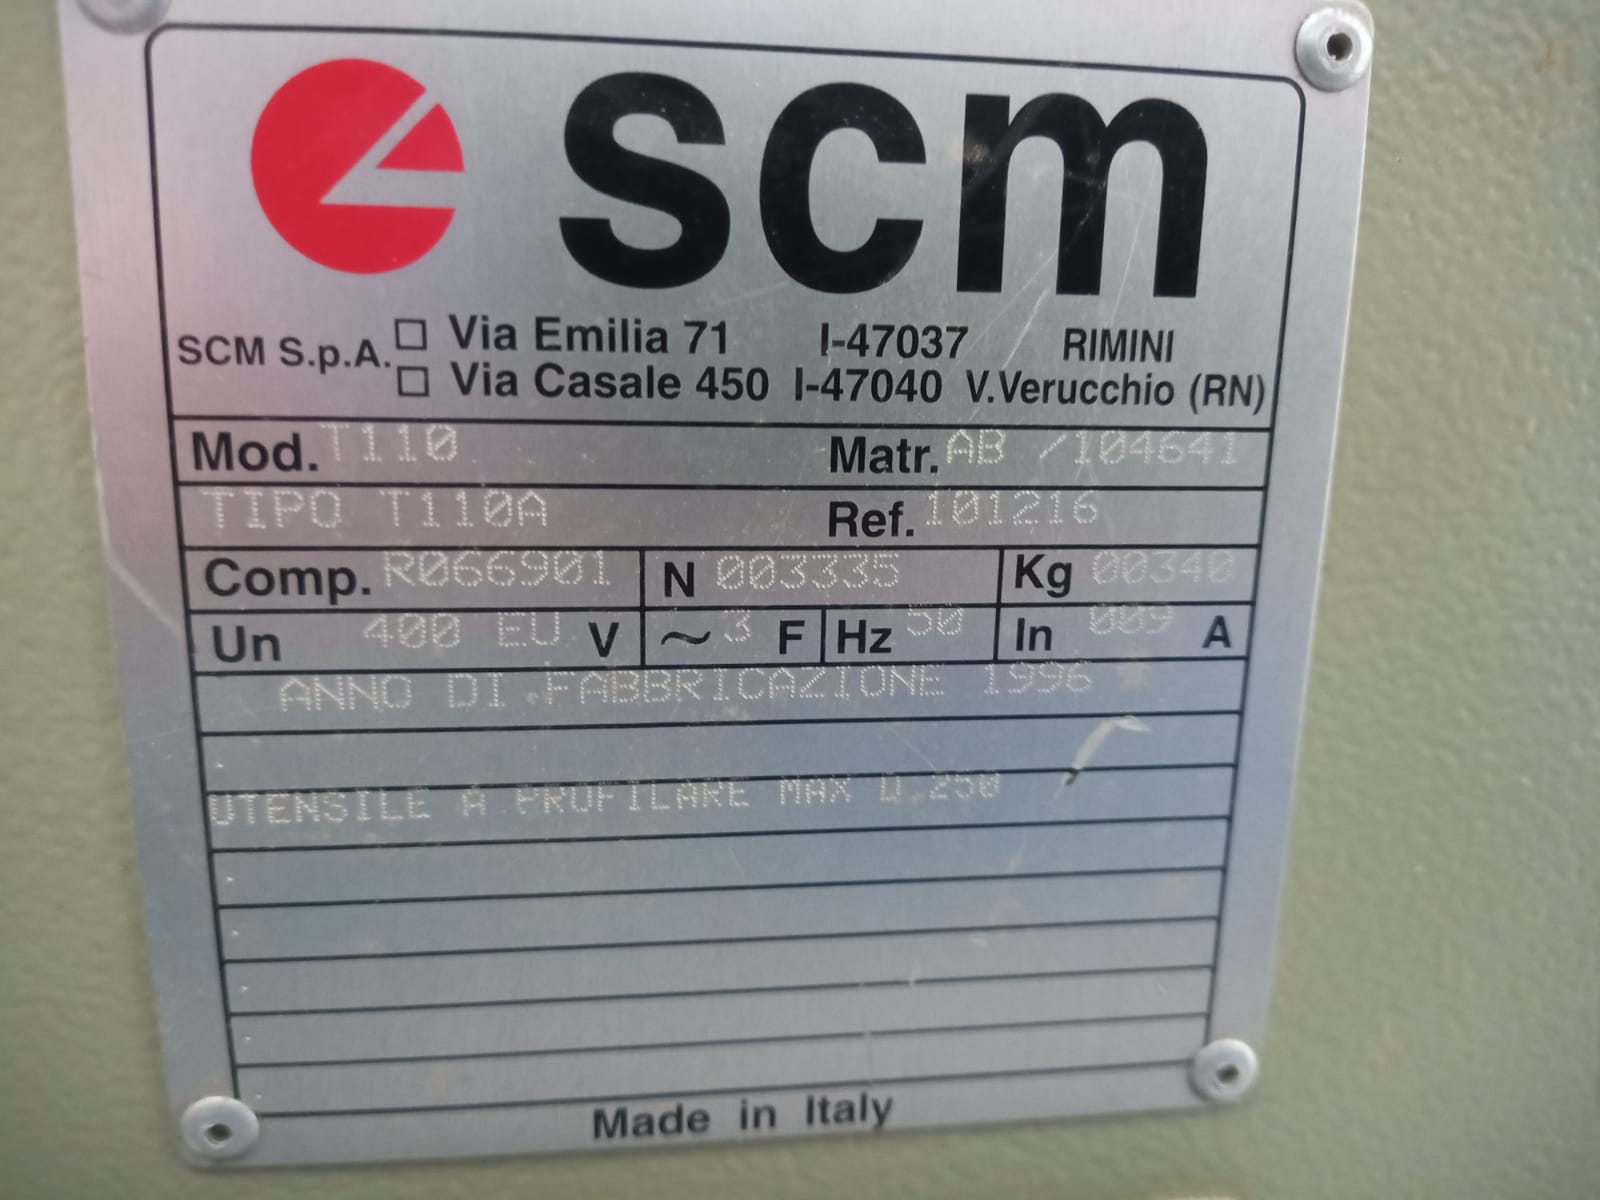 scm
SCM S.p.A. □ Via Emilia 71 I-47037 RIMINI
□ Via Casale 450 I-47040 V.Verucchio (RN)
Mod. T110 Matr. AB /104641
TIPO T110A Ref. 101216
Comp. R066901 N 003335 Kg 00340
Un 400 EU V ~ 3 F Hz 50 In 009 A
ANNO DI FABBRICAZIONE 1996
UTENSILE A PROFILARE MAX D.250
Made in Italy